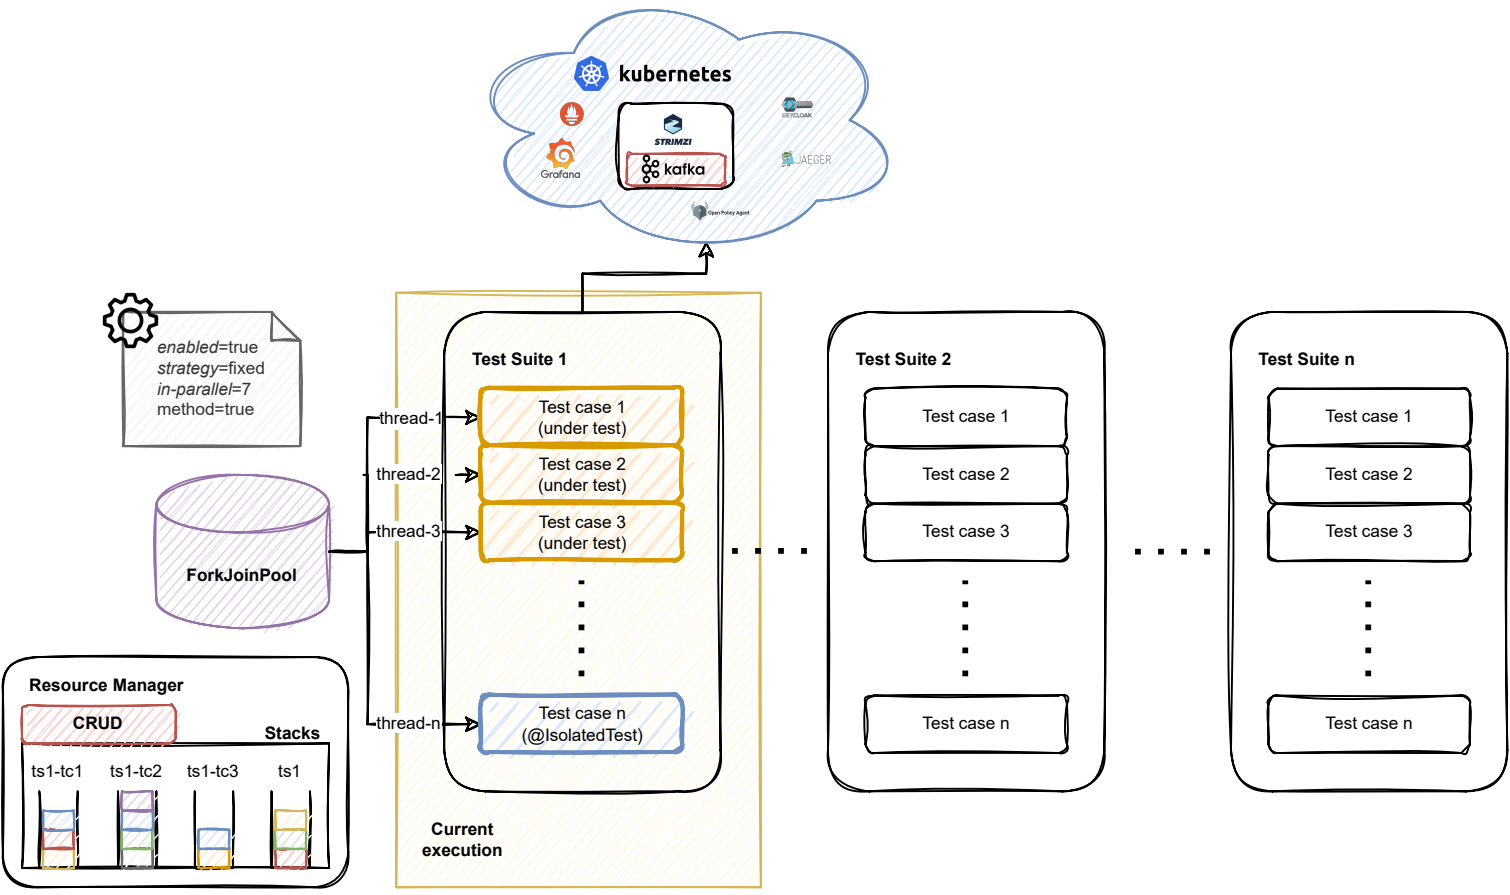 kubernetes
KEYCLOAK
STRIMZI
Grafana
kafka
JAEGER
Open Policy Agent
enabled=true
strategy=fixed
in-parallel=7
method=true
ForkJoinPool
thread-1
thread-2
thread-3
thread-n
Test Suite 1
Test case 1
(under test)
Test case 2
(under test)
Test case 3
(under test)
Test case n
(@IsolatedTest)
Current
execution
Test Suite 2
Test case 1
Test case 2
Test case 3
Test case n
Test Suite n
Test case 1
Test case 2
Test case 3
Test case n
Resource Manager
CRUD
Stacks
ts1-tc1
ts1-tc2
ts1-tc3
ts1